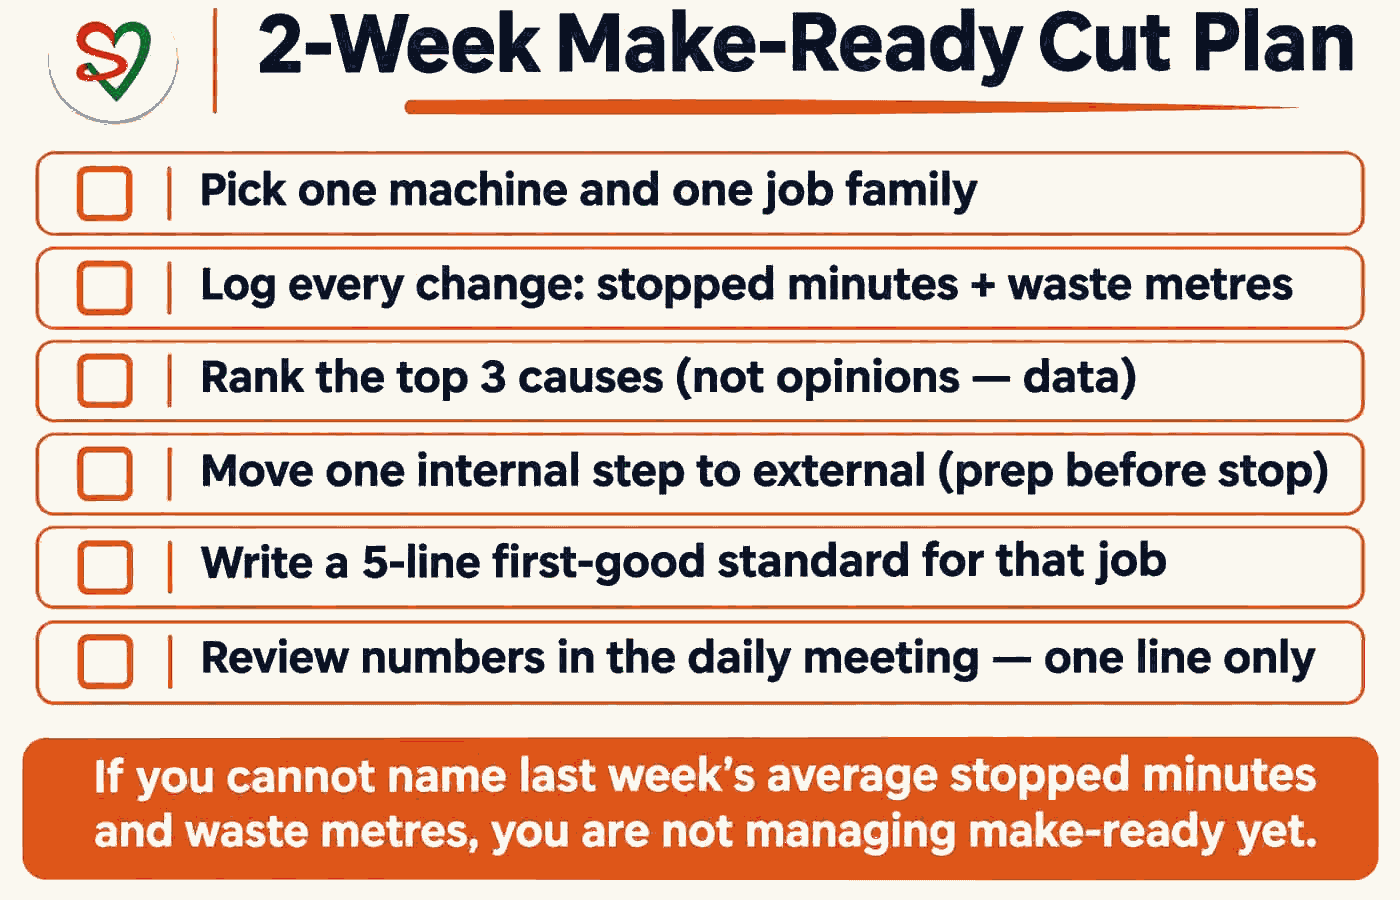 2-Week Make-Ready Cut Plan
Pick one machine and one job family
Log every change: stopped minutes + waste metres
Rank the top 3 causes (not opinions — data)
Move one internal step to external (prep before stop)
Write a 5-line first-good standard for that job
Review numbers in the daily meeting — one line only
If you cannot name last week’s average stopped minutes
and waste metres, you are not managing make-ready yet.